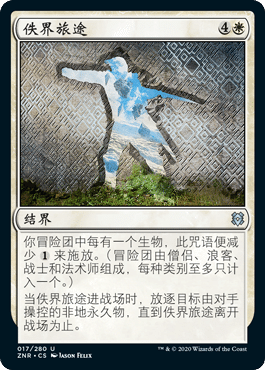 佚界旅途 4
结界
你冒险团中每有一个生物，此咒语便减
少 1 来施放。（冒险团由僧侣、浪客、
战士和法术师组成，每种类别至多只计
入一个。）
当佚界旅途进战场时，放逐目标由对手
操控的非地永久物，直到佚界旅途离开
战场为止。
017/280 U
ZNR • CS Jason Felix
™ & © 2020 Wizards of the Coast